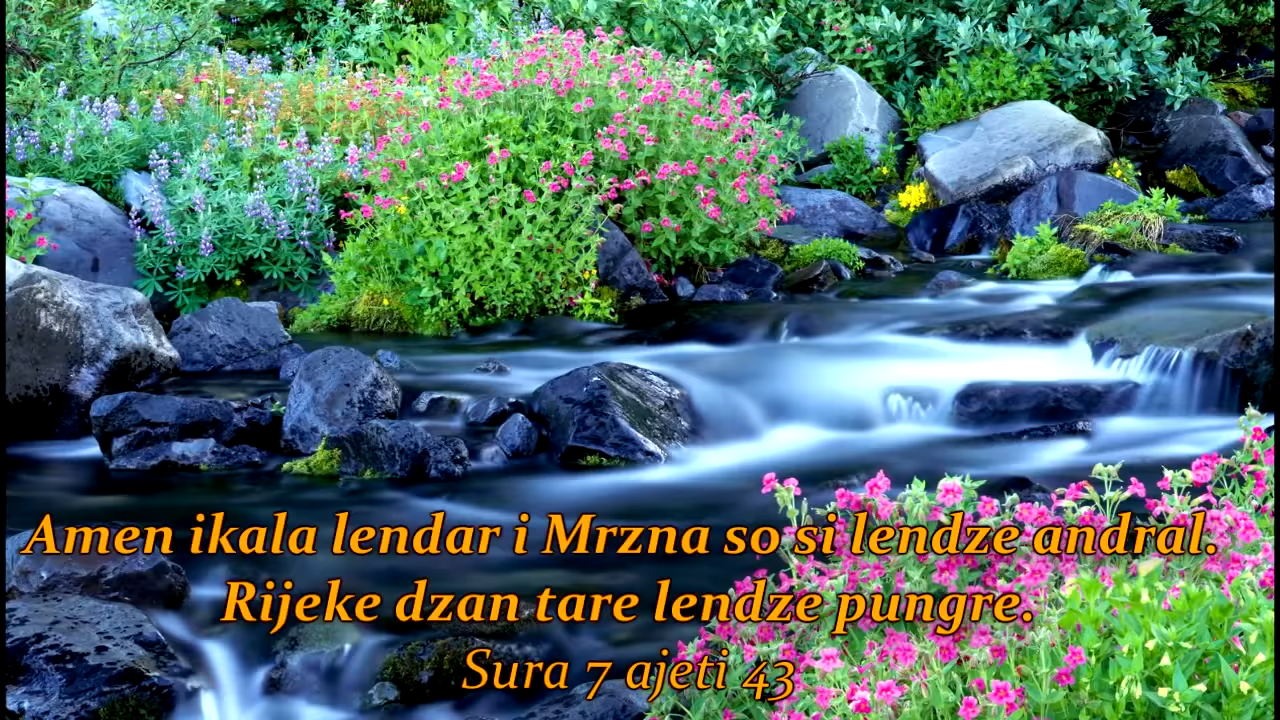 Amen ikala lendar i Mrzna so si lendze andral.
Rijeke dzan tare lendze pungre.
Sura 7 ajeti 43